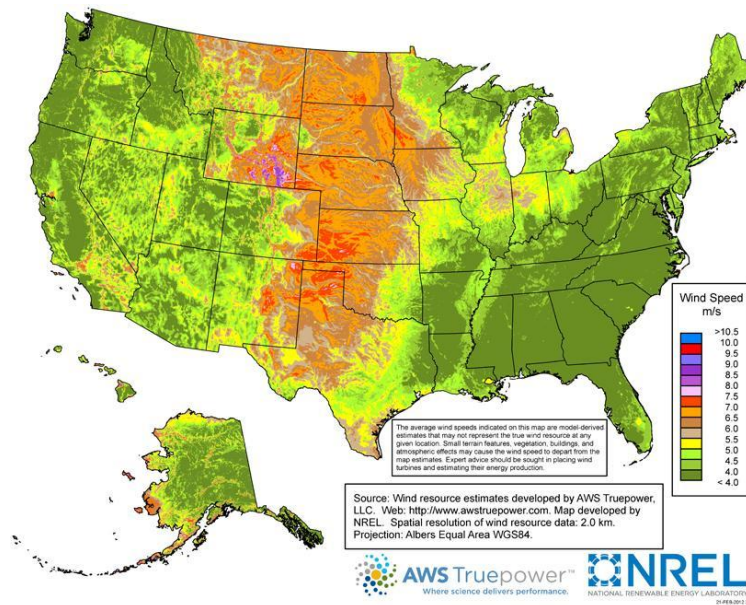 Wind Speed
m/s
>10.5
10.0
9.5
9.0
8.5
8.0
7.5
7.0
6.5
6.0
5.5
5.0
4.5
4.0
< 4.0
The average wind speeds indicated on this map are model-derived
estimates that may not represent the true wind resource at any
given location. Small terrain features, vegetation, buildings, and
atmospheric effects may cause the wind speed to depart from the
map estimates. Expert advice should be sought in placing wind
turbines and estimating their energy production.
Source: Wind resource estimates developed by AWS Truepower,
LLC. Web: http://www.awstruepower.com. Map developed by
NREL. Spatial resolution of wind resource data: 2.0 km.
Projection: Albers Equal Area WGS84.
AWS Truepower™
Where science delivers performance.
NREL
NATIONAL RENEWABLE ENERGY LABORATORY
21-FEB-2012